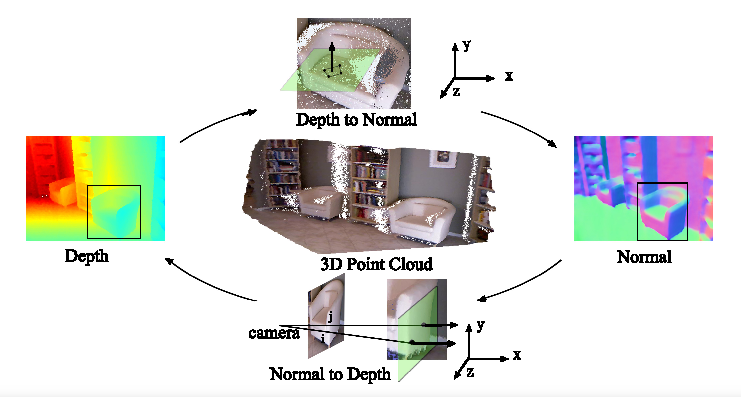 y
x
z
Depth to Normal
Depth
3D Point Cloud
Normal
camera
j
i
y
x
z
Normal to Depth